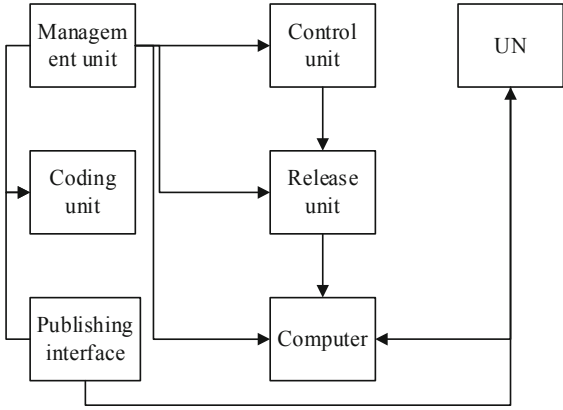 Managem
ent unit
Control
unit
UN
Coding
unit
Release
unit
Publishing
interface
Computer